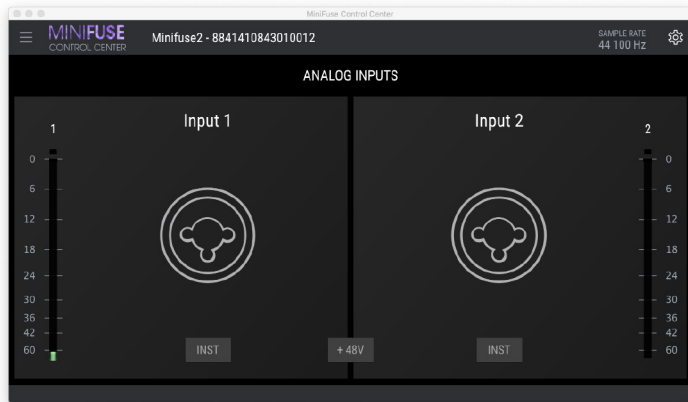 MiniFuse Control Center
MINIFUSE
CONTROL CENTER
Minifuse2 - 8841410843010012
SAMPLE RATE
44 100 Hz
ANALOG INPUTS
1
Input 1
Input 2
2
0
6
12
18
24
30
36
42
60
0
6
12
18
24
30
36
42
60
INST
+ 48V
INST